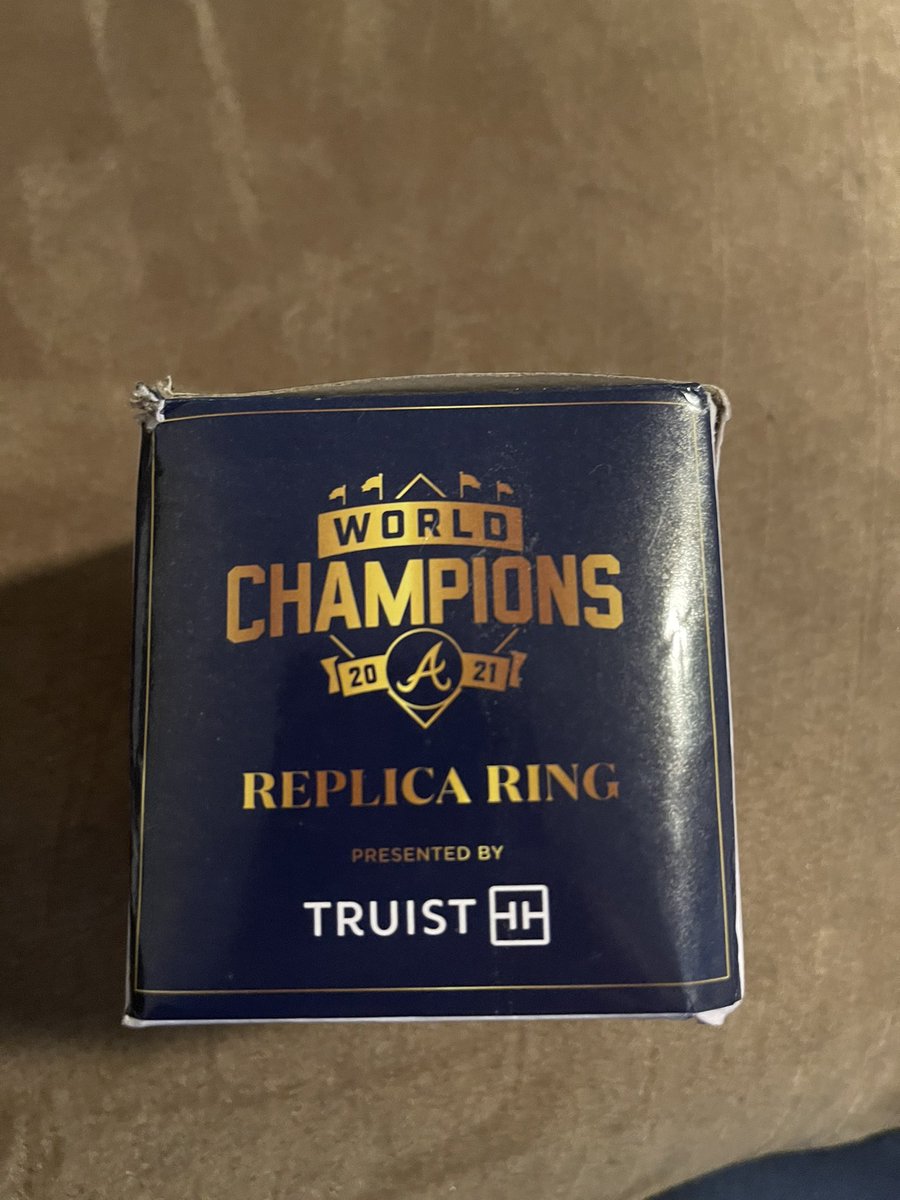 WORLD
CHAMPIONS
20 A 21
REPLICA RING
PRESENTED BY
TRUIST